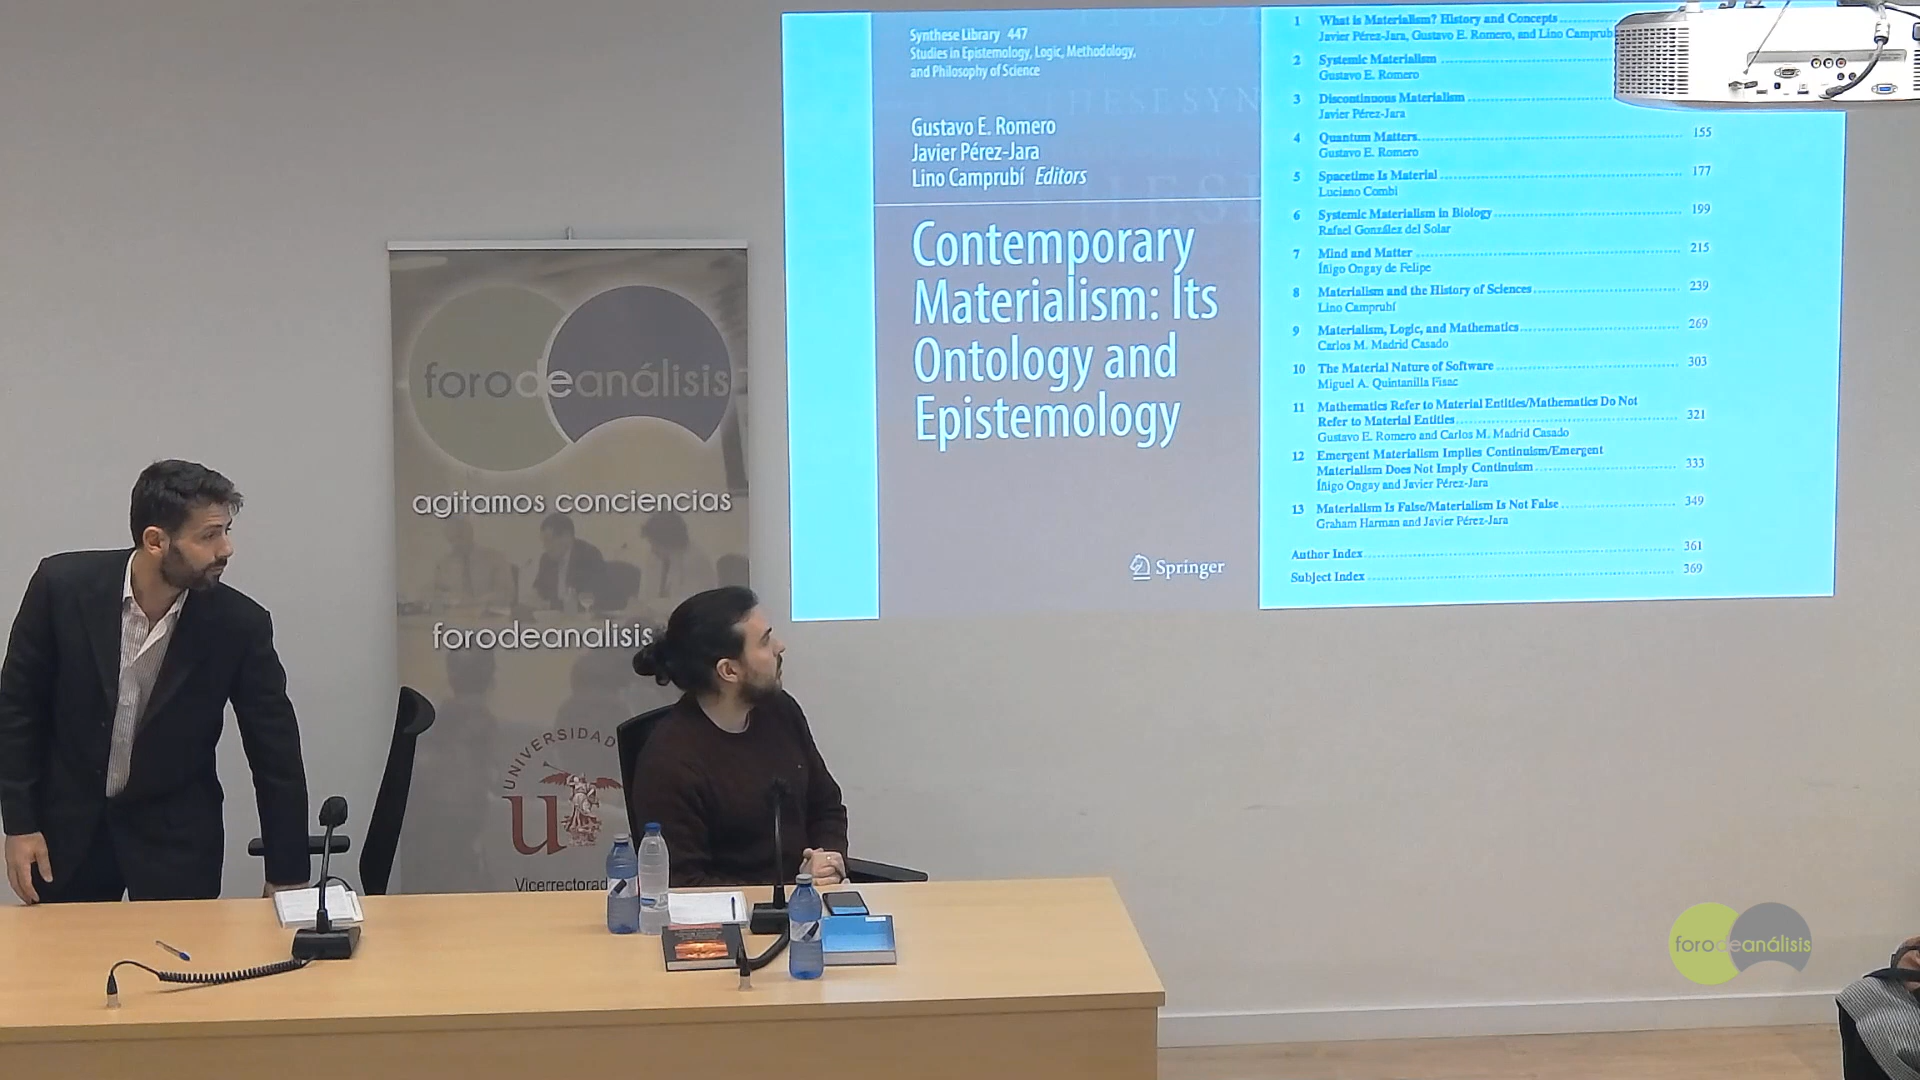 Synthese Library 447
Studies in Epistemology, Logic, Methodology,
and Philosophy of Science
Gustavo E. Romero
Javier Pérez-Jara
Lino Camprubí Editors
Contemporary
Materialism: Its
Ontology and
Epistemology
Springer
1 What is Materialism? History and Concepts
Javier Pérez-Jara, Gustavo E. Romero, and Lino Camprub
2 Systemic Materialism
Gustavo E. Romero
3 Discontinuous Materialism
Javier Pérez-Jara
4 Quantum Matters 155
Gustavo E. Romero
5 Spacetime Is Material 177
Luciano Combi
6 Systemic Materialism in Biology 199
Rafael González del Solar
7 Mind and Matter 215
Íñigo Ongay de Felipe
8 Materialism and the History of Sciences 239
Lino Camprubí
9 Materialism, Logic, and Mathematics 269
Carlos M. Madrid Casado
10 The Material Nature of Software 303
Miguel A. Quintanilla Fisac
11 Mathematics Refer to Material Entities/Mathematics Do Not
Refer to Material Entities 321
Gustavo E. Romero and Carlos M. Madrid Casado
12 Emergent Materialism Implies Continuism/Emergent
Materialism Does Not Imply Continuism 333
Íñigo Ongay and Javier Pérez-Jara
13 Materialism Is False/Materialism Is Not False 349
Graham Harman and Javier Pérez-Jara
Author Index 361
Subject Index 369
forodeanálisis
agitamos conciencias
forodeanalisis
UNIVERSIDAD
u
Vicerrectorad
forodeanálisis